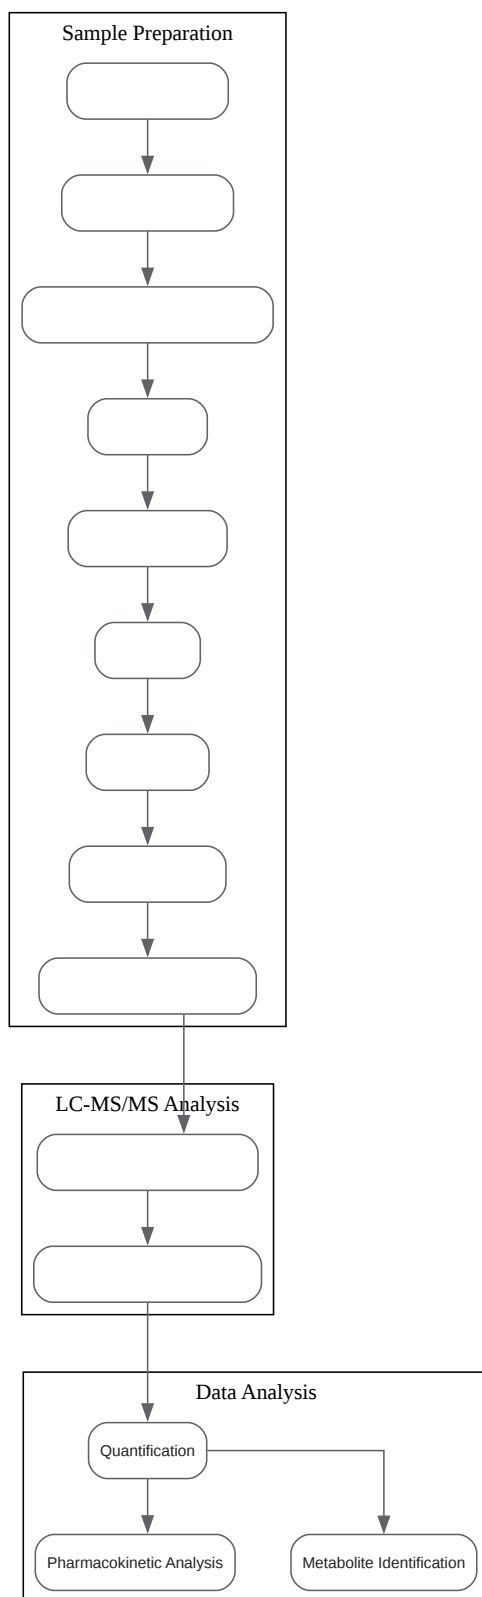 Sample Preparation
LC-MS/MS Analysis
Data Analysis
Quantification
Pharmacokinetic Analysis
Metabolite Identification